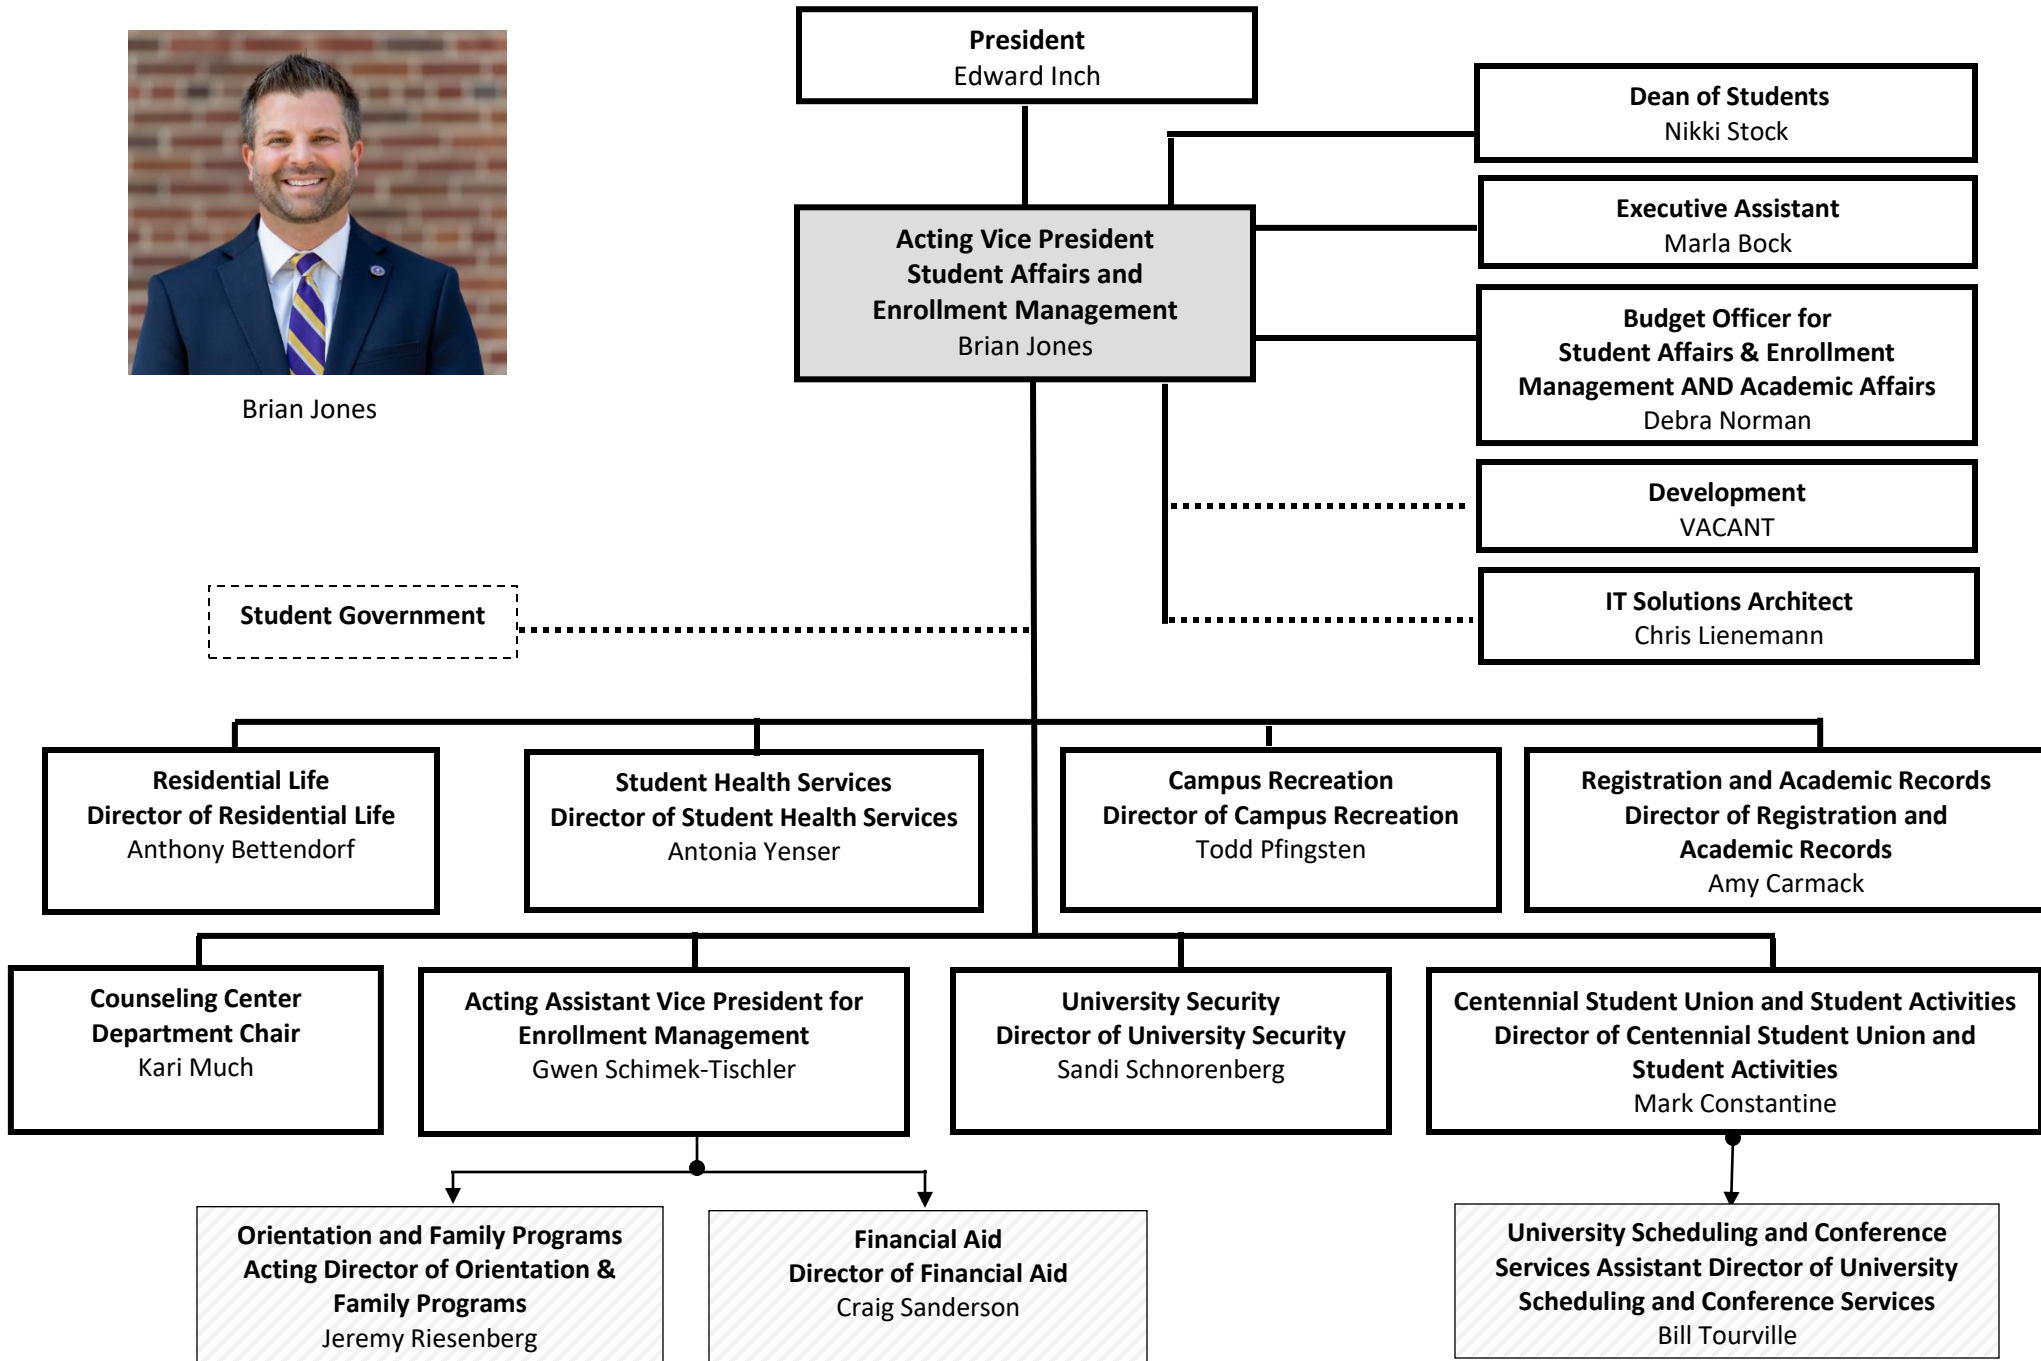 President
Edward Inch
Dean of Students
Nikki Stock
Executive Assistant
Marla Bock
Acting Vice President
Student Affairs and
Enrollment Management
Brian Jones
Budget Officer for
Student Affairs & Enrollment
Management AND Academic Affairs
Debra Norman
Brian Jones
Development
VACANT
IT Solutions Architect
Chris Lienemann
Student Government
Residential Life
Director of Residential Life
Anthony Bettendorf
Student Health Services
Director of Student Health Services
Antonia Yenser
Campus Recreation
Director of Campus Recreation
Todd Pfingsten
Registration and Academic Records
Director of Registration and
Academic Records
Amy Carmack
Counseling Center
Department Chair
Kari Much
Acting Assistant Vice President for
Enrollment Management
Gwen Schimek-Tischler
University Security
Director of University Security
Sandi Schnorenberg
Centennial Student Union and Student Activities
Director of Centennial Student Union and
Student Activities
Mark Constantine
Orientation and Family Programs
Acting Director of Orientation &
Family Programs
Jeremy Riesenberg
Financial Aid
Director of Financial Aid
Craig Sanderson
University Scheduling and Conference
Services Assistant Director of University
Scheduling and Conference Services
Bill Tourville